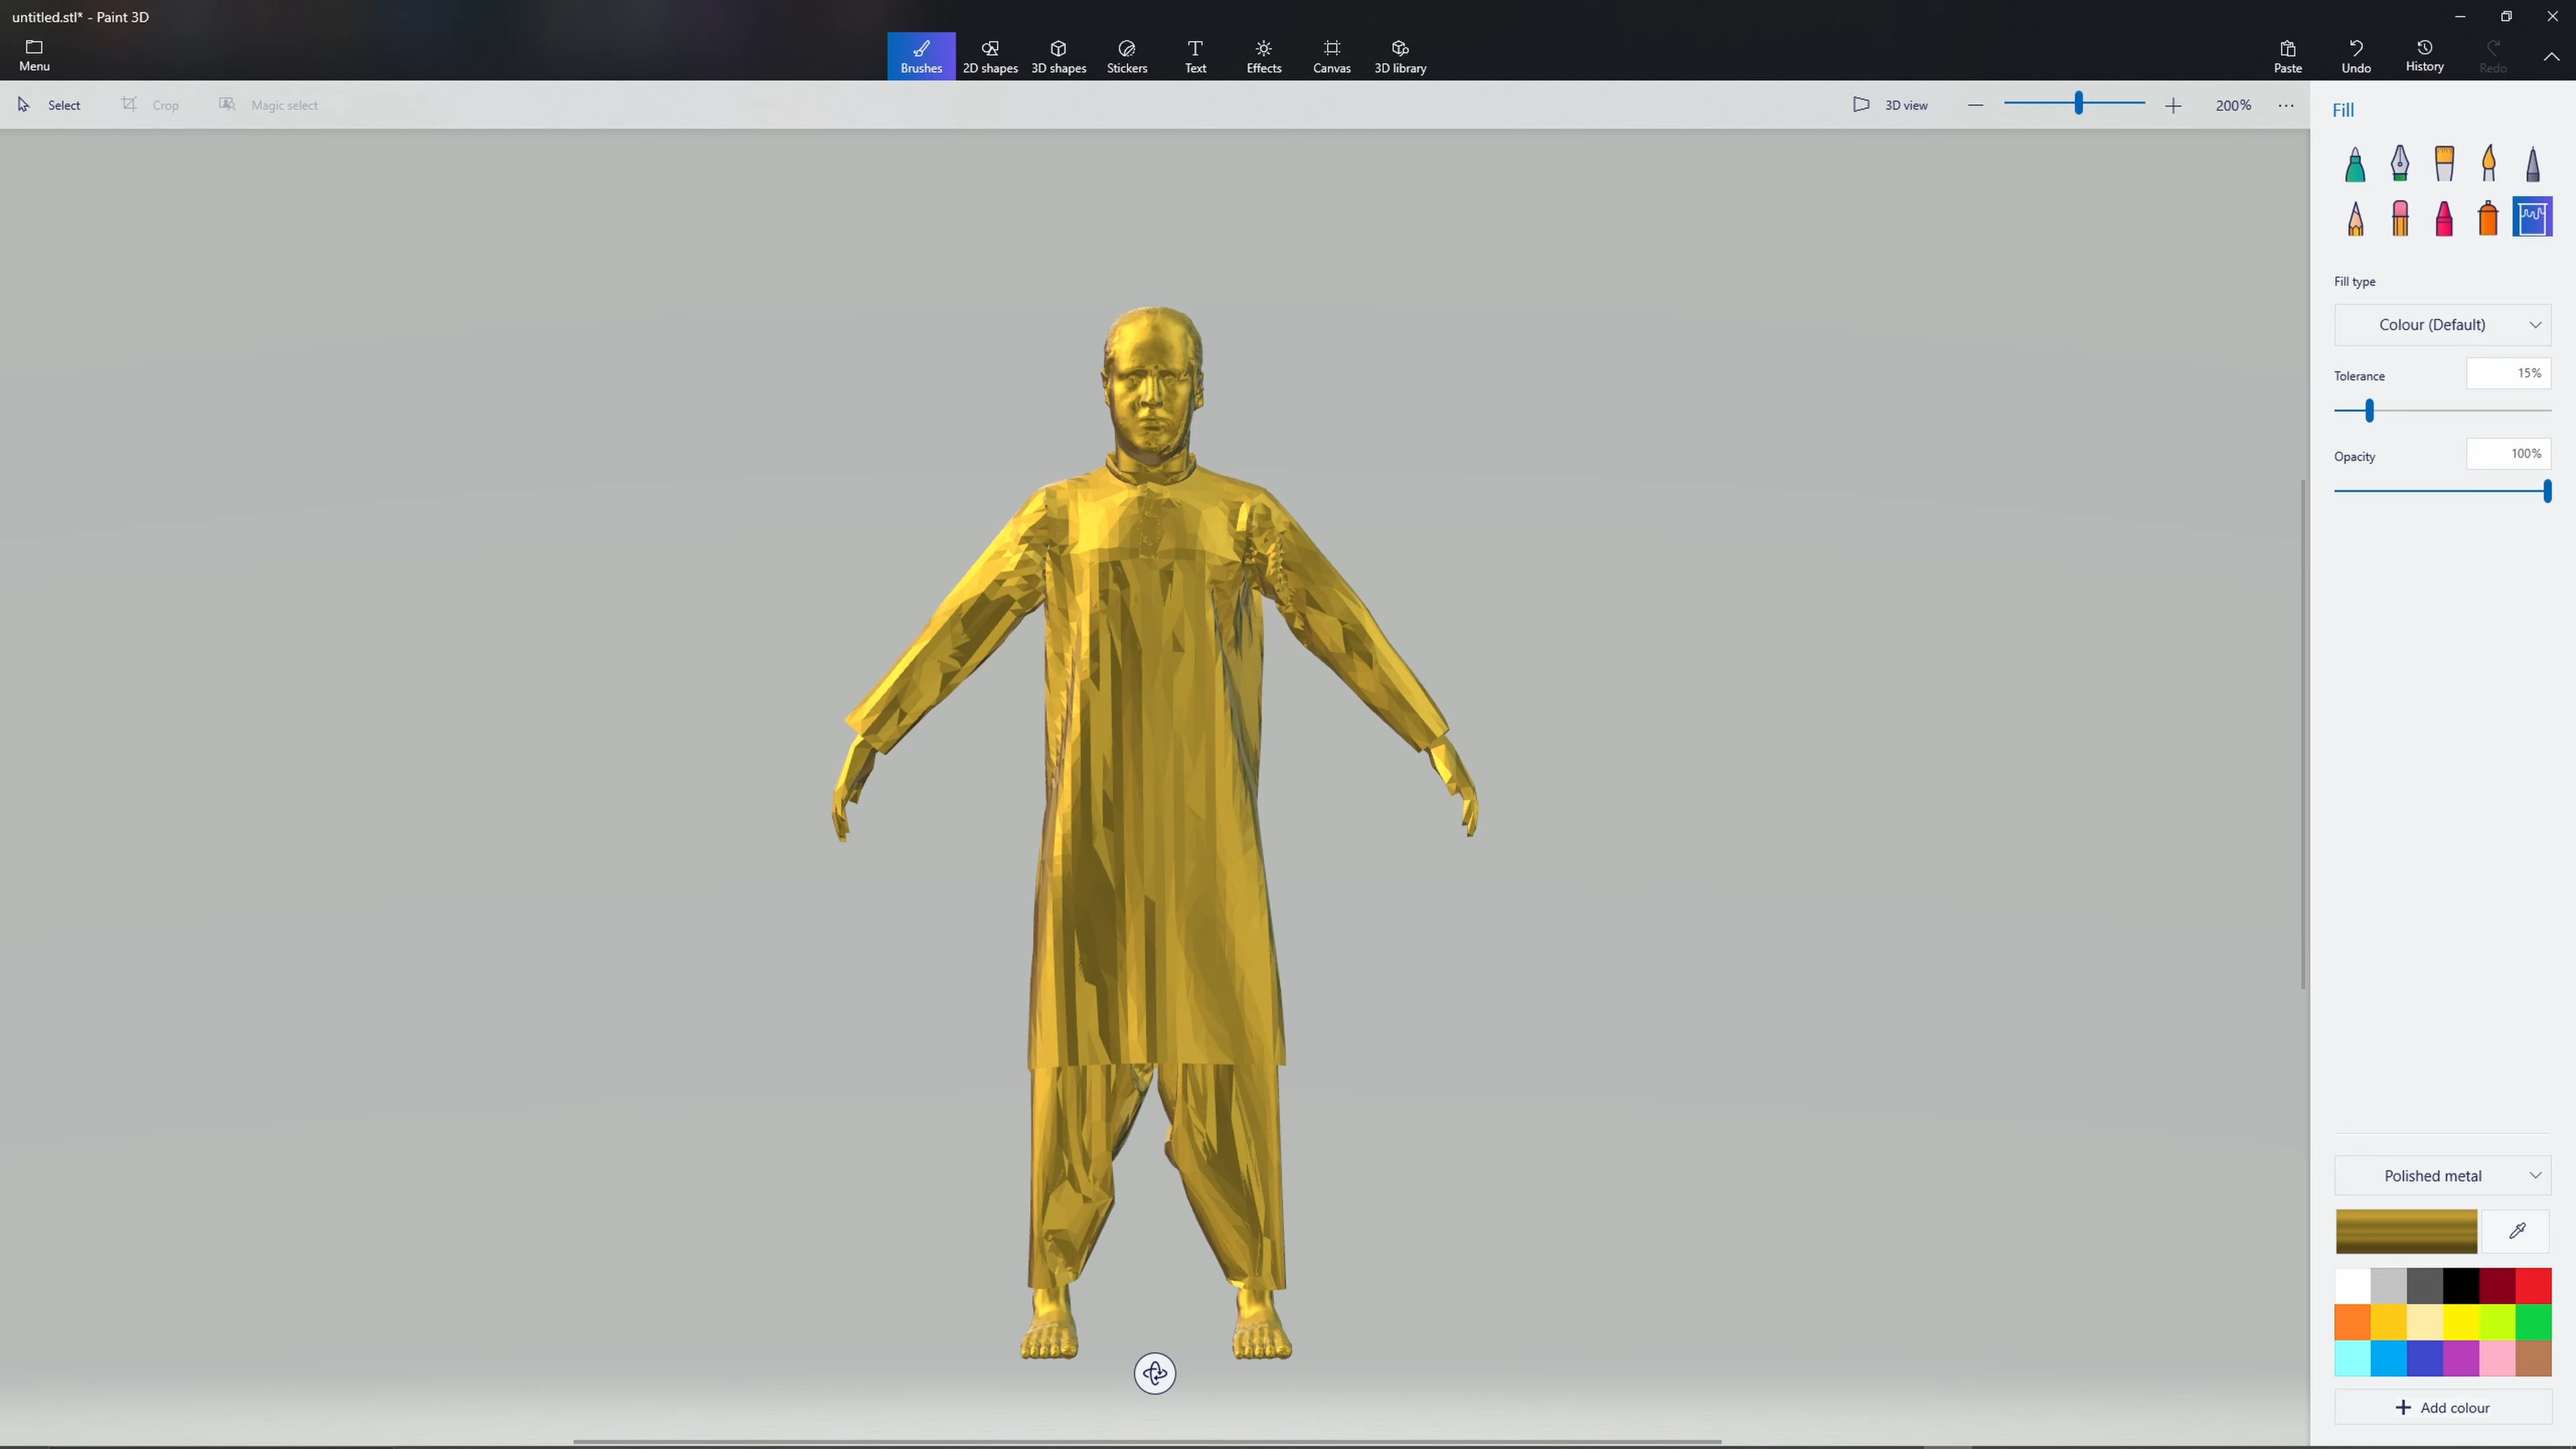 untitled.stl* - Paint 3D
Menu
Brushes
2D shapes
3D shapes
Stickers
Text
Effects
Canvas
3D library
Paste
Undo
History
Redo
Select
Crop
Magic select
3D view
200%
Fill
Fill type
Colour (Default)
Tolerance
15%
Opacity
100%
Polished metal
Add colour